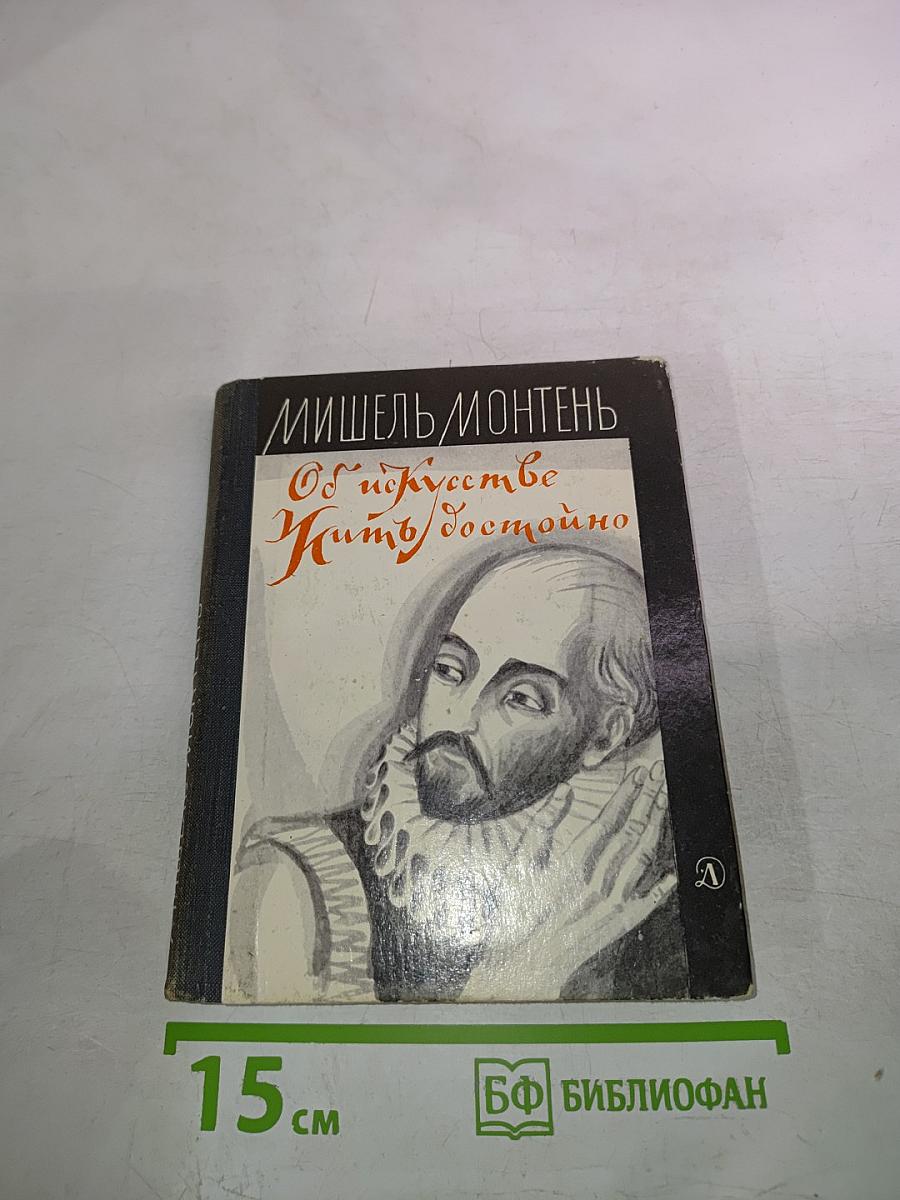 МИШЕЛЬ МОНТЕНЬ
Об искусстве
Жить достойно
Д
15 см
БФ БИБЛИОФАН